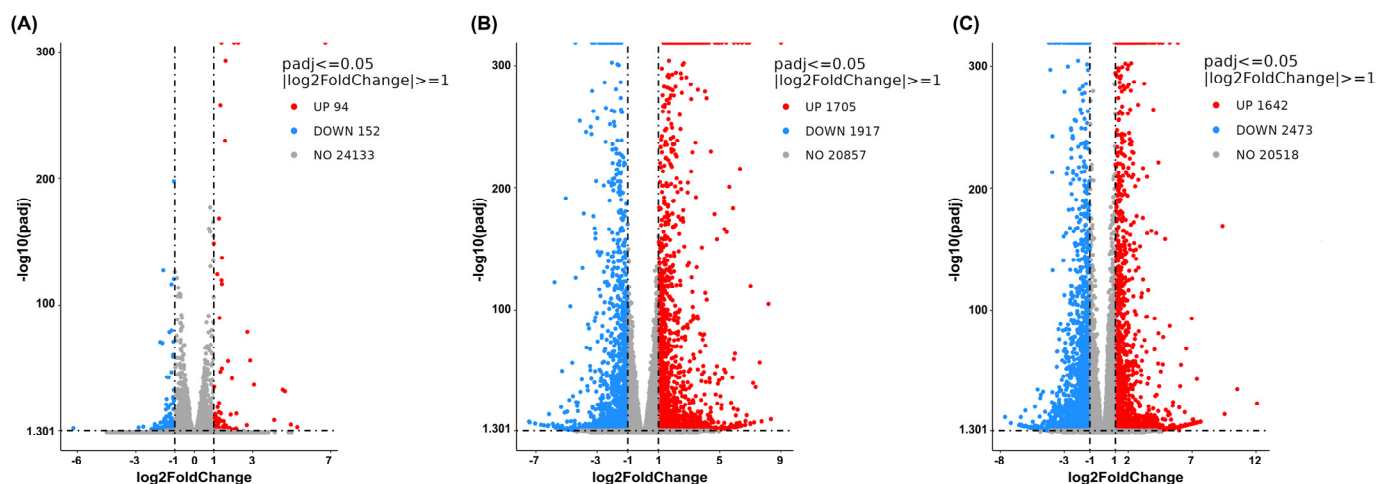 (A)
300
200
100
1.301
-log10(padj)
padj<=0.05
|log2FoldChange|>=1
UP 94
DOWN 152
NO 24133
-6 -3 -1 0 1 3 7
log2FoldChange
(B)
300
200
100
1.301
-log10(padj)
padj<=0.05
|log2FoldChange|>=1
UP 1705
DOWN 1917
NO 20857
-7 -3 -1 1 5 9
log2FoldChange
(C)
300
200
100
1.301
-log10(padj)
padj<=0.05
|log2FoldChange|>=1
UP 1642
DOWN 2473
NO 20518
-8 -3 -1 1 2 7 12
log2FoldChange